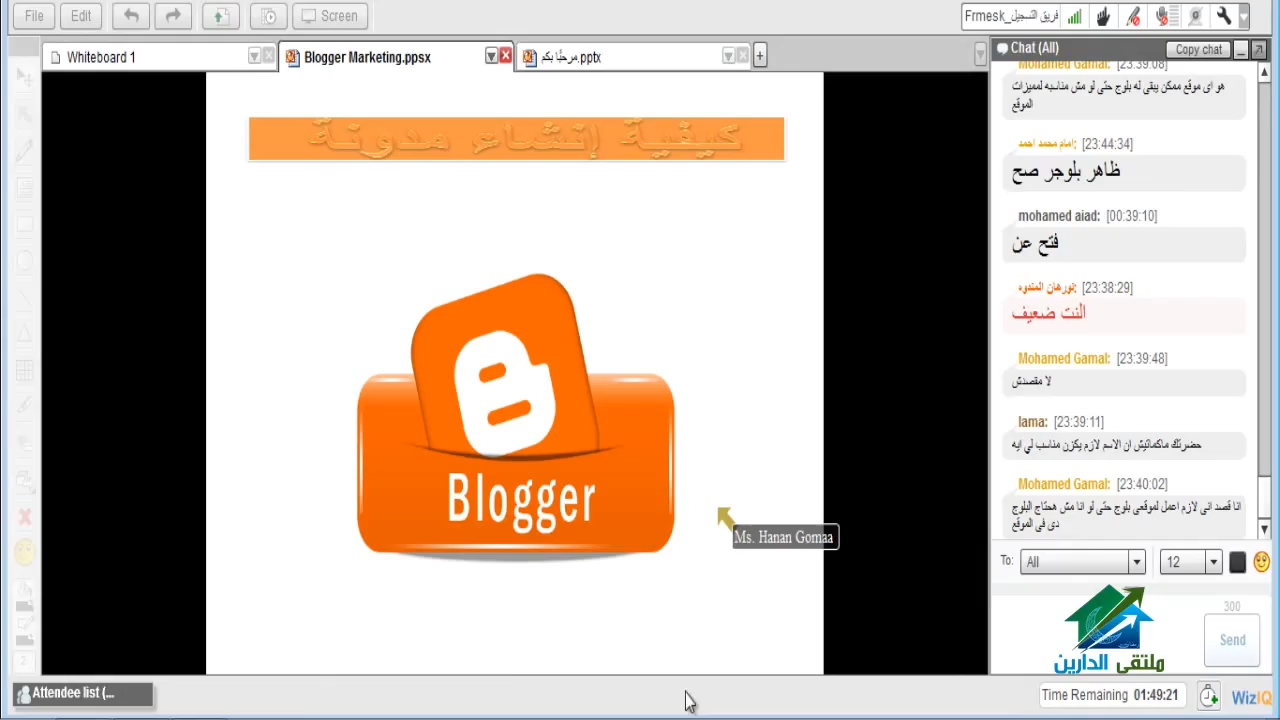 File
Edit
Screen
Frmesk_فريق التسجيل
Whiteboard 1
Blogger Marketing.ppsx
مرحبًا بكم.pptx
Chat (All)
Copy chat
كيفية إنشاء مدونة
Blogger
Ms. Hanan Gomaa
Mohamed Gamal: [23:39:08]
هو اى موقع ممكن يبقى له بلوج حتى لو مش مناسبه لمميزات
الموقع
امام محمد احمد: [23:44:34]
ظاهر بلوجر صح
mohamed aiad: [00:39:10]
فتح عن
نورهان المندوه: [23:38:29]
النت ضعيف
Mohamed Gamal: [23:39:48]
لا مقصدش
lama: [23:39:11]
حضرتك ماكملتيش ان الاسم لازم يكزن مناسب لي ايه
Mohamed Gamal: [23:40:02]
انا قصد انى لازم اعمل لموقعى بلوج حتى لو انا مش هحتاج البلوج
دى فى الموقع
To:
All
12
300
Send
ملتقى الدارين
Attendee list (...
Time Remaining 01:49:21
WizIQ